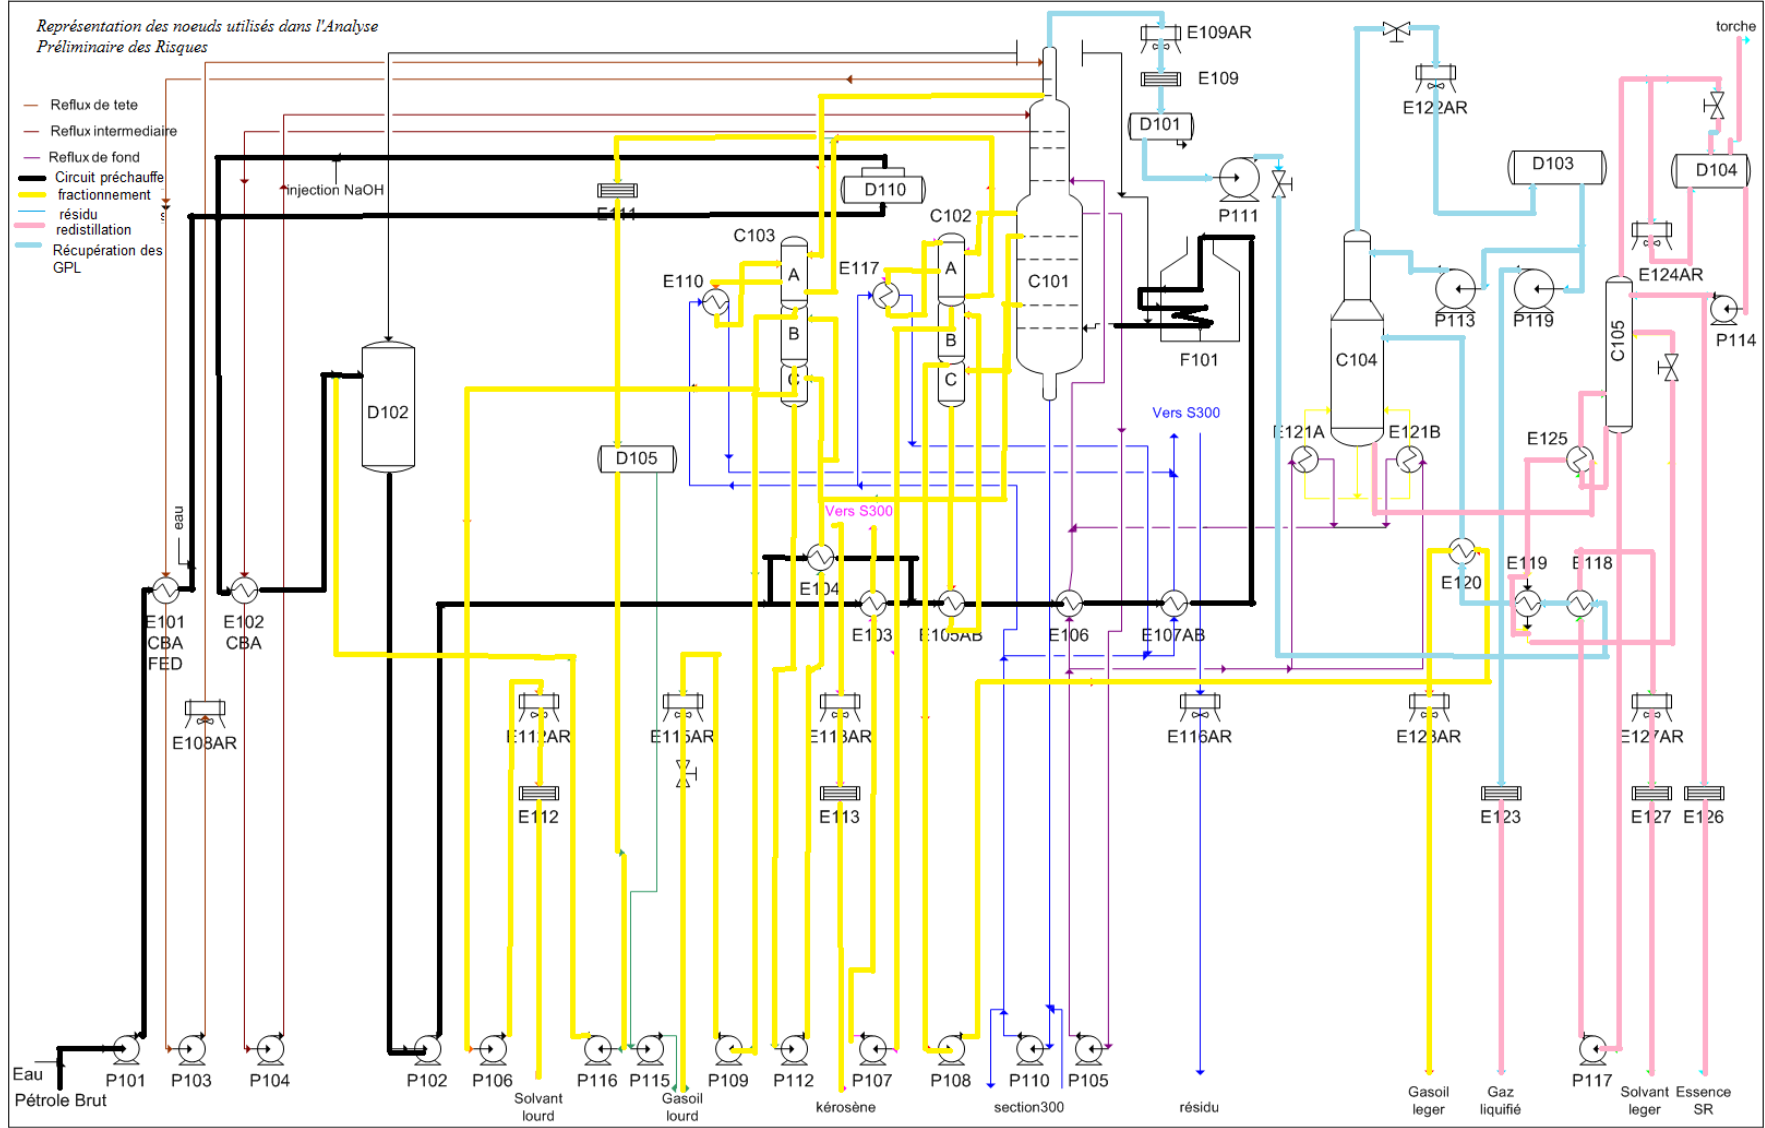 Représentation des noeuds utilisés dans l'Analyse
Préliminaire des Risques
Reflux de tete
Reflux intermediaire
Reflux de fond
Circuit préchauffe
fractionnement
résidu
redistillation
Récupération des
GPL
s
injection NaOH
eau
torche
E109AR
E109
D101
P111
E122AR
D103
D104
E124AR
P113
P119
P114
C105
C104
D110
E111
C103
A
B
C
E110
C102
A
B
C
E117
C101
F101
D102
D105
Vers S300
Vers S300
E121A
E121B
E125
E120
E119
E118
E104
E103
E105AB
E106
E107AB
E101
CBA
FED
E102
CBA
E108AR
E112AR
E115AR
E113AR
E116AR
E128AR
E127AR
E112
E113
E123
E127
E126
P101
P103
P104
P102
P106
P116
P115
P109
P112
P107
P108
P110
P105
P117
Eau
Pétrole Brut
Solvant
lourd
Gasoil
lourd
kérosène
section300
résidu
Gasoil
leger
Gaz
liquifié
Solvant
leger
Essence
SR